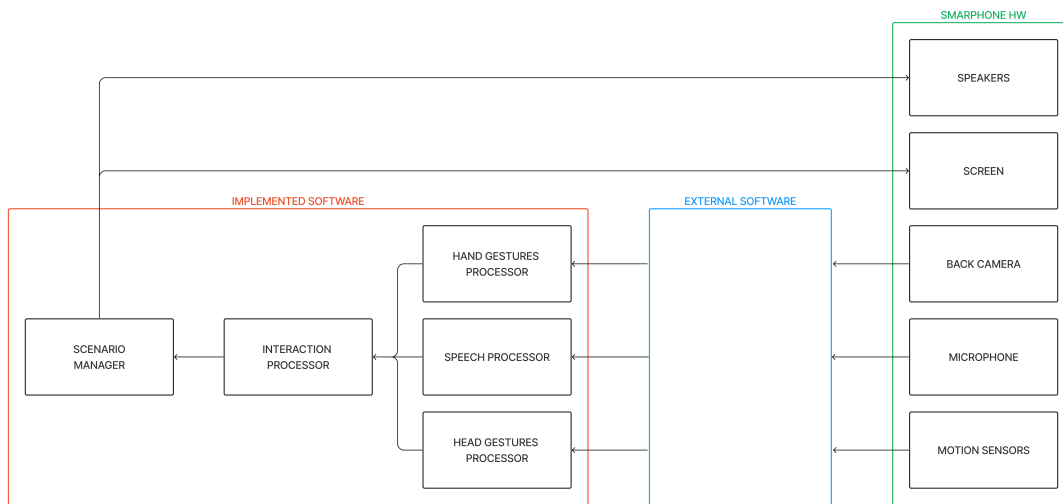 SMARPHONE HW
SPEAKERS
SCREEN
IMPLEMENTED SOFTWARE
EXTERNAL SOFTWARE
HAND GESTURES
PROCESSOR
BACK CAMERA
SCENARIO
MANAGER
INTERACTION
PROCESSOR
SPEECH PROCESSOR
MICROPHONE
HEAD GESTURES
PROCESSOR
MOTION SENSORS